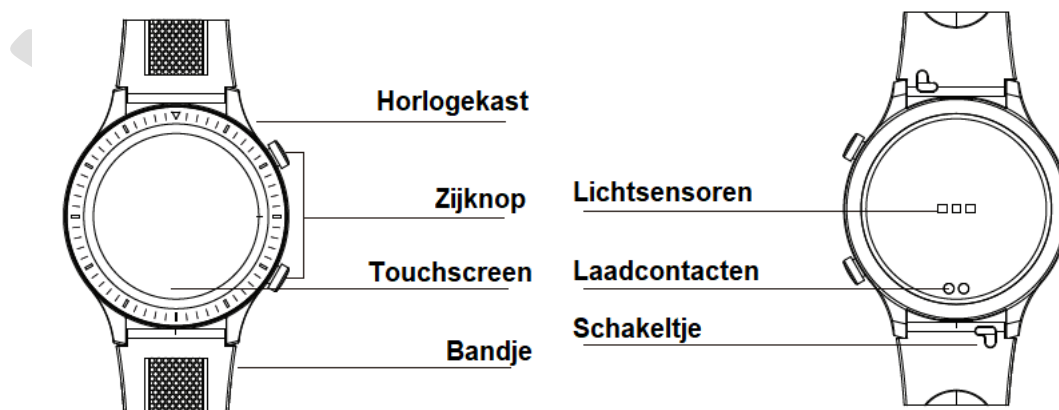 Horlogekast
Zijknop
Touchscreen
Bandje
Lichtsensoren
Laadcontacten
Schakeltje